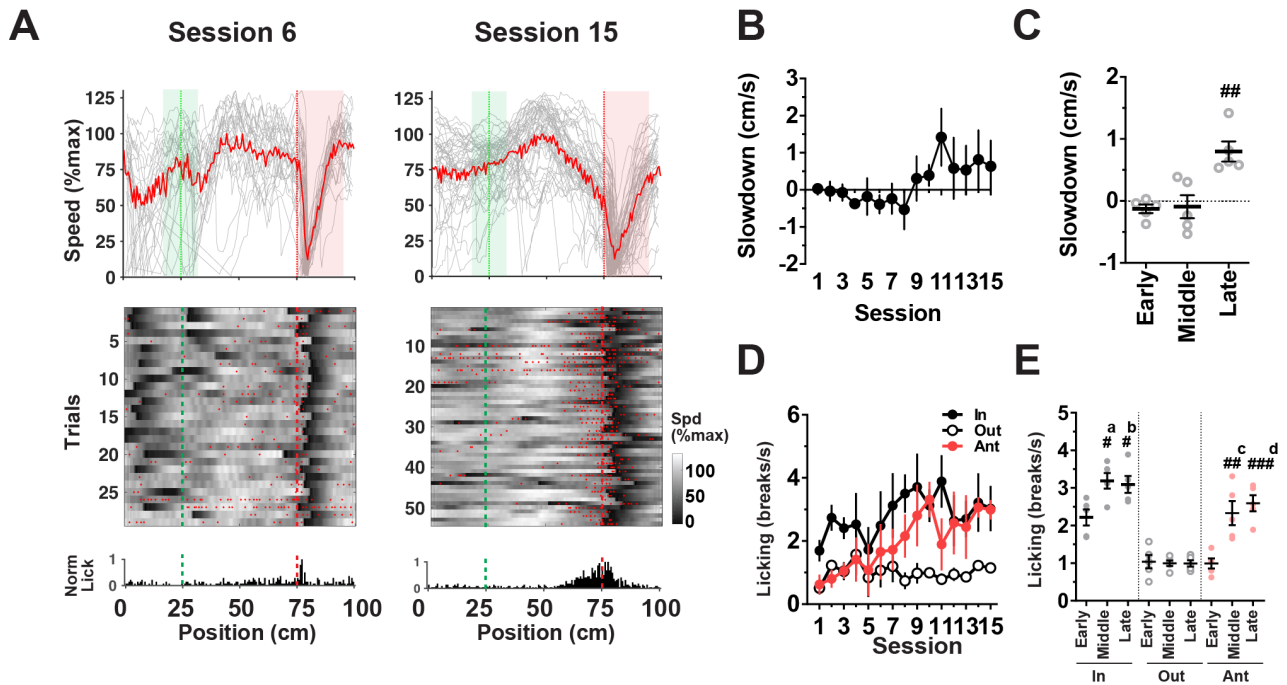 A
Session 6
Session 15
Speed (%max)
125
100
75
50
25
0
125
100
75
50
25
0
Trials
5
10
15
20
25
10
20
30
40
50
Spd
(%max)
100
50
0
Norm
Lick
1
0
1
0
0 25 50 75 100
0 25 50 75 100
Position (cm)
Position (cm)
B
Slowdown (cm/s)
3
2
1
0
-1
-2
1 3 5 7 9 11 13 15
Session
C
Slowdown (cm/s)
2
1
0
-1
##
Early
Middle
Late
D
Licking (breaks/s)
6
4
2
0
In
Out
Ant
1 3 5 7 9 11 13 15
Session
E
Licking (breaks/s)
5
4
3
2
1
0
a
#
b
#
c
##
d
###
Early
Middle
Late
Early
Middle
Late
Early
Middle
Late
In
Out
Ant